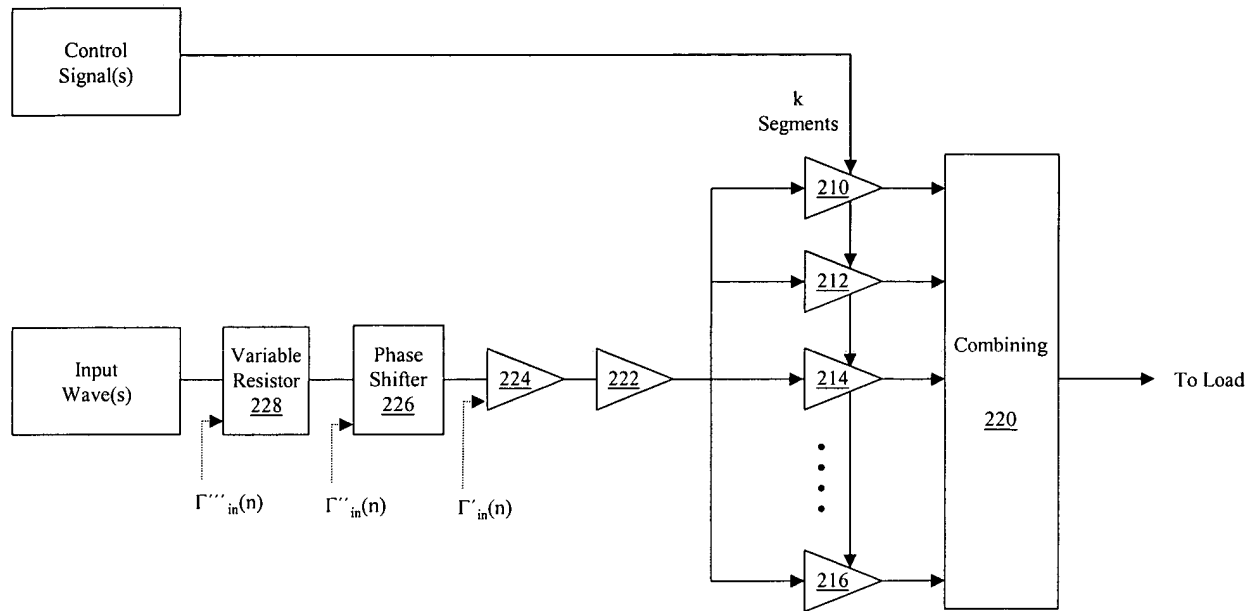 Control
Signal(s)
k
Segments
210
212
Input
Wave(s)
Variable
Resistor
228
Phase
Shifter
226
224
222
214
Combining
220
To Load
Γ´´´in(n)
Γ´´in(n)
Γ´in(n)
216